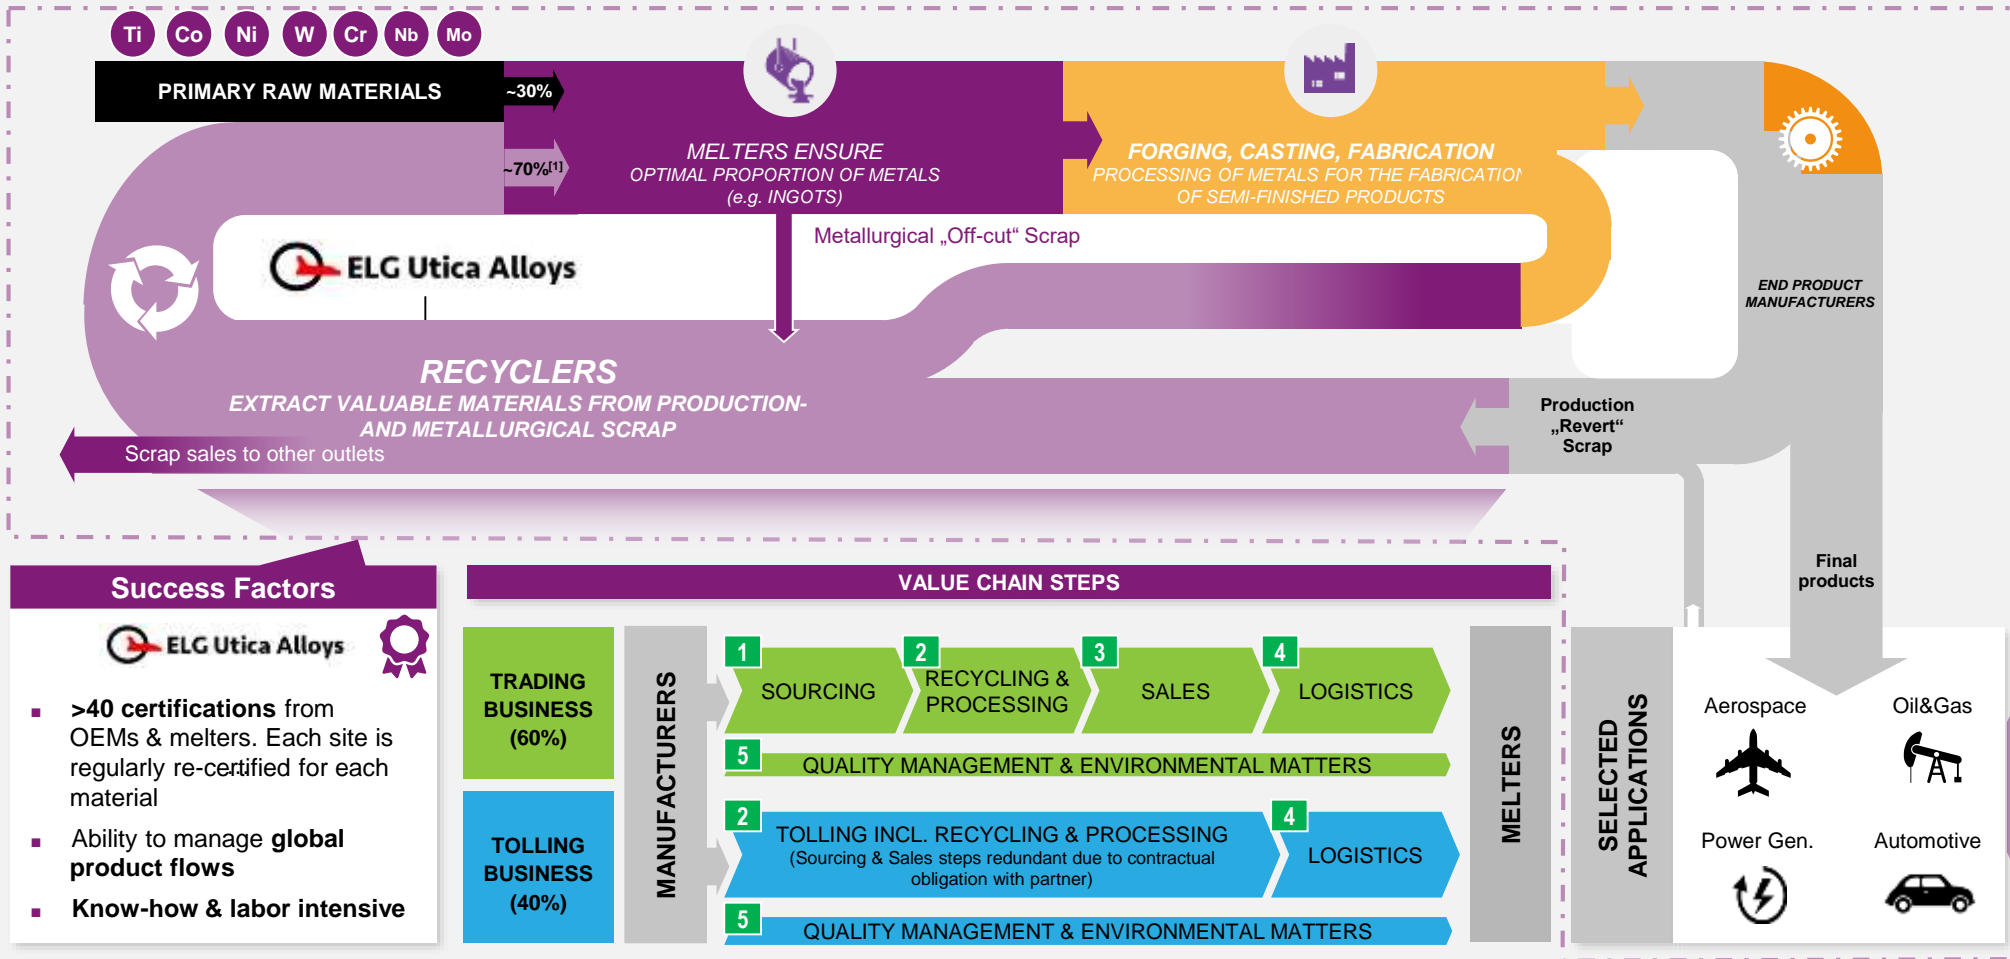 Ti Co Ni W Cr Nb Mo
PRIMARY RAW MATERIALS
~30%
~70%[1]
MELTERS ENSURE
OPTIMAL PROPORTION OF METALS
(e.g. INGOTS)
FORGING, CASTING, FABRICATION
PROCESSING OF METALS FOR THE FABRICATION
OF SEMI-FINISHED PRODUCTS
Metallurgical „Off-cut“ Scrap
ELG Utica Alloys
END PRODUCT
MANUFACTURERS
RECYCLERS
EXTRACT VALUABLE MATERIALS FROM PRODUCTION-
AND METALLURGICAL SCRAP
Scrap sales to other outlets
Production
„Revert“
Scrap
Final
products
Success Factors
ELG Utica Alloys
>40 certifications from
OEMs & melters. Each site is
regularly re-certified for each
material
Ability to manage global
product flows
Know-how & labor intensive
VALUE CHAIN STEPS
TRADING
BUSINESS
(60%)
TOLLING
BUSINESS
(40%)
MANUFACTURERS
1
SOURCING
2
RECYCLING &
PROCESSING
3
SALES
4
LOGISTICS
5
QUALITY MANAGEMENT & ENVIRONMENTAL MATTERS
2
TOLLING INCL. RECYCLING & PROCESSING
(Sourcing & Sales steps redundant due to contractual
obligation with partner)
4
LOGISTICS
5
QUALITY MANAGEMENT & ENVIRONMENTAL MATTERS
MELTERS
SELECTED
APPLICATIONS
Aerospace
Oil&Gas
Power Gen.
Automotive